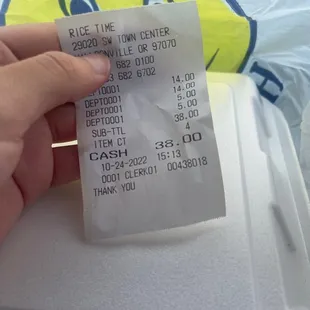 RICE TIME
29020 SW TOWN CENTER
OR 97070
682 0100
682 6702
DEPT0001 14.00
DEPT0001 14.00
DEPT0001 5.00
DEPT0001 5.00
SUB-TTL 38.00
ITEM CT 4
CASH 38.00
10-24-2022 15:13
0001 CLERK01 00438018
THANK YOU